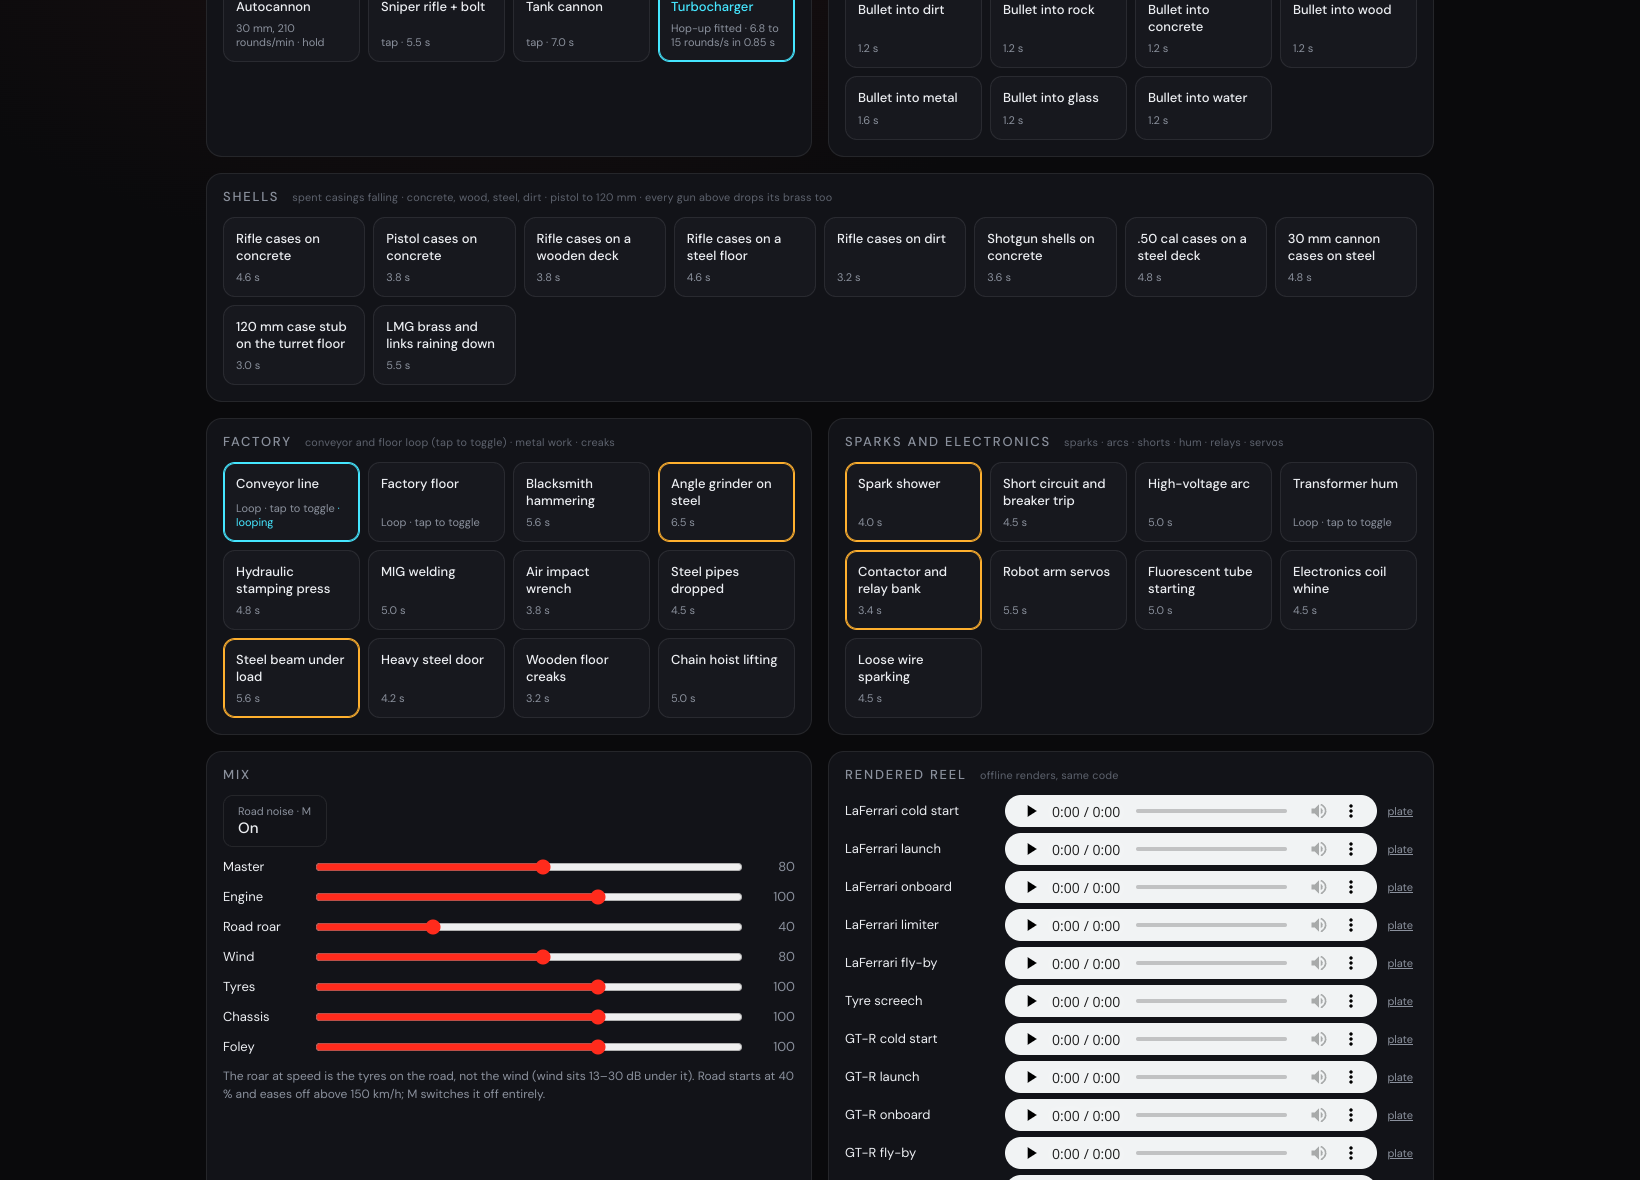 Autocannon
30 mm, 210
rounds/min · hold
Sniper rifle + bolt
tap · 5.5 s
Tank cannon
tap · 7.0 s
Turbocharger
Hop-up fitted · 6.8 to
15 rounds/s in 0.85 s
Bullet into dirt
1.2 s
Bullet into rock
1.2 s
Bullet into
concrete
1.2 s
Bullet into wood
1.2 s
Bullet into metal
1.6 s
Bullet into glass
1.2 s
Bullet into water
1.2 s
SHELLS spent casings falling · concrete, wood, steel, dirt · pistol to 120 mm · every gun above drops its brass too
Rifle cases on
concrete
4.6 s
Pistol cases on
concrete
3.8 s
Rifle cases on a
wooden deck
3.8 s
Rifle cases on a
steel floor
4.6 s
Rifle cases on dirt
3.2 s
Shotgun shells on
concrete
3.6 s
.50 cal cases on a
steel deck
4.8 s
30 mm cannon
cases on steel
4.8 s
120 mm case stub
on the turret floor
3.0 s
LMG brass and
links raining down
5.5 s
FACTORY conveyor and floor loop (tap to toggle) · metal work · creaks
Conveyor line
Loop · tap to toggle ·
looping
Factory floor
Loop · tap to toggle
Blacksmith
hammering
5.6 s
Angle grinder on
steel
6.5 s
Hydraulic
stamping press
4.8 s
MIG welding
5.0 s
Air impact
wrench
3.8 s
Steel pipes
dropped
4.5 s
Steel beam under
load
5.6 s
Heavy steel door
4.2 s
Wooden floor
creaks
3.2 s
Chain hoist lifting
5.0 s
SPARKS AND ELECTRONICS sparks · arcs · shorts · hum · relays · servos
Spark shower
4.0 s
Short circuit and
breaker trip
4.5 s
High-voltage arc
5.0 s
Transformer hum
Loop · tap to toggle
Contactor and
relay bank
3.4 s
Robot arm servos
5.5 s
Fluorescent tube
starting
5.0 s
Electronics coil
whine
4.5 s
Loose wire
sparking
4.5 s
MIX
Road noise · M
On
Master 80
Engine 100
Road roar 40
Wind 80
Tyres 100
Chassis 100
Foley 100
The roar at speed is the tyres on the road, not the wind (wind sits 13–30 dB under it). Road starts at 40
% and eases off above 150 km/h; M switches it off entirely.
RENDERED REEL offline renders, same code
LaFerrari cold start 0:00 / 0:00 plate
LaFerrari launch 0:00 / 0:00 plate
LaFerrari onboard 0:00 / 0:00 plate
LaFerrari limiter 0:00 / 0:00 plate
LaFerrari fly-by 0:00 / 0:00 plate
Tyre screech 0:00 / 0:00 plate
GT-R cold start 0:00 / 0:00 plate
GT-R launch 0:00 / 0:00 plate
GT-R onboard 0:00 / 0:00 plate
GT-R fly-by 0:00 / 0:00 plate